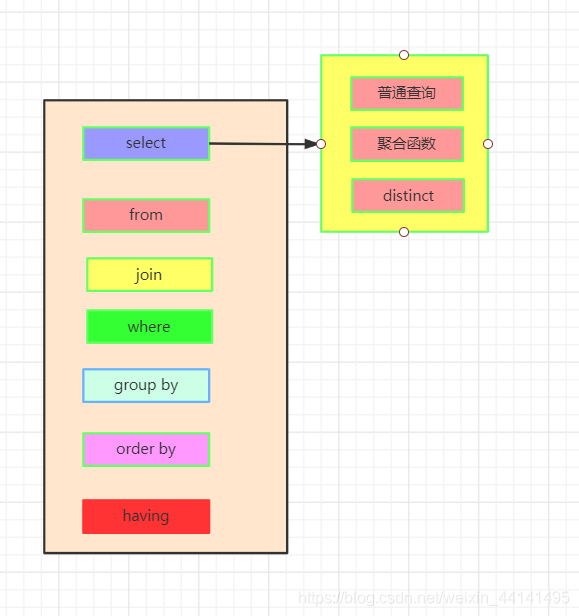 select
from
join
where
group by
order by
having
普通查询
聚合函数
distinct
https://blog.csdn.net/weixin_44141495